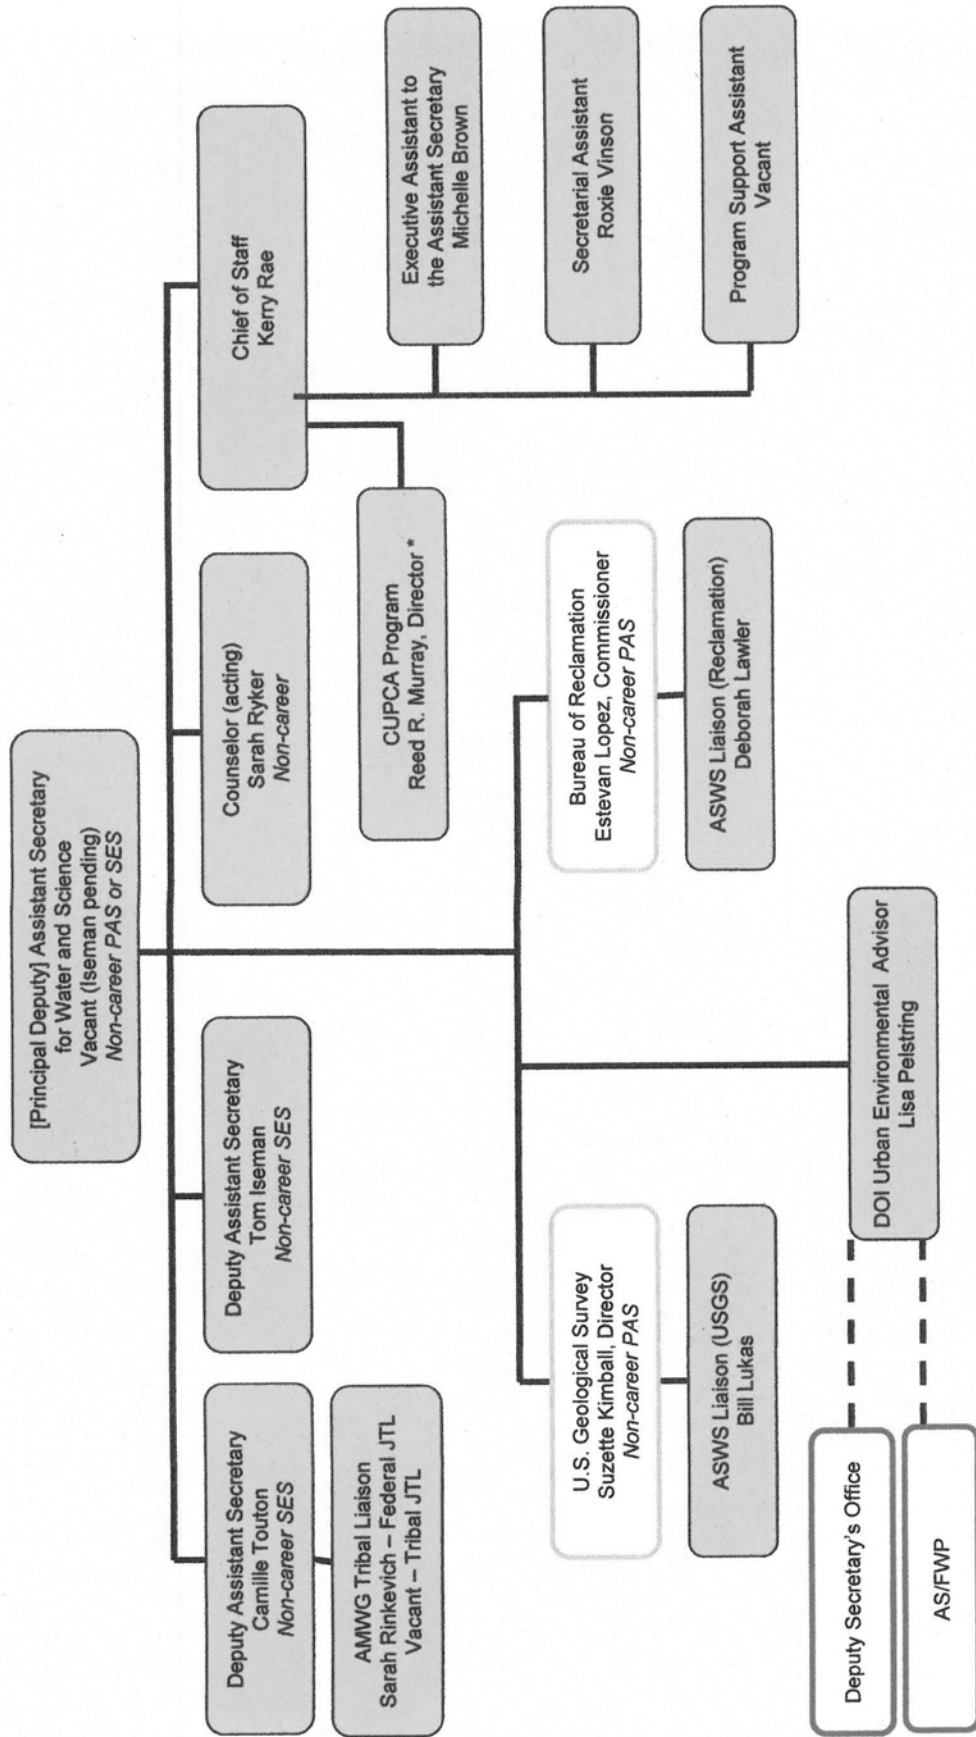 [Principal Deputy] Assistant Secretary
for Water and Science
Vacant (Iseman pending)
Non-career PAS or SES
Deputy Assistant Secretary
Camille Touton
Non-career SES
Deputy Assistant Secretary
Tom Iseman
Non-career SES
Counselor (acting)
Sarah Ryker
Non-career
Chief of Staff
Kerry Rae
AMWG Tribal Liaison
Sarah Rinkevich – Federal JTL
Vacant – Tribal JTL
CUPCA Program
Reed R. Murray, Director *
Executive Assistant to
the Assistant Secretary
Michelle Brown
Secretarial Assistant
Roxie Vinson
Program Support Assistant
Vacant
U.S. Geological Survey
Suzette Kimball, Director
Non-career PAS
Bureau of Reclamation
Estevan Lopez, Commissioner
Non-career PAS
ASWS Liaison (USGS)
Bill Lukas
ASWS Liaison (Reclamation)
Deborah Lawler
Deputy Secretary's Office
AS/FWP
DOI Urban Environmental Advisor
Lisa Pelstring